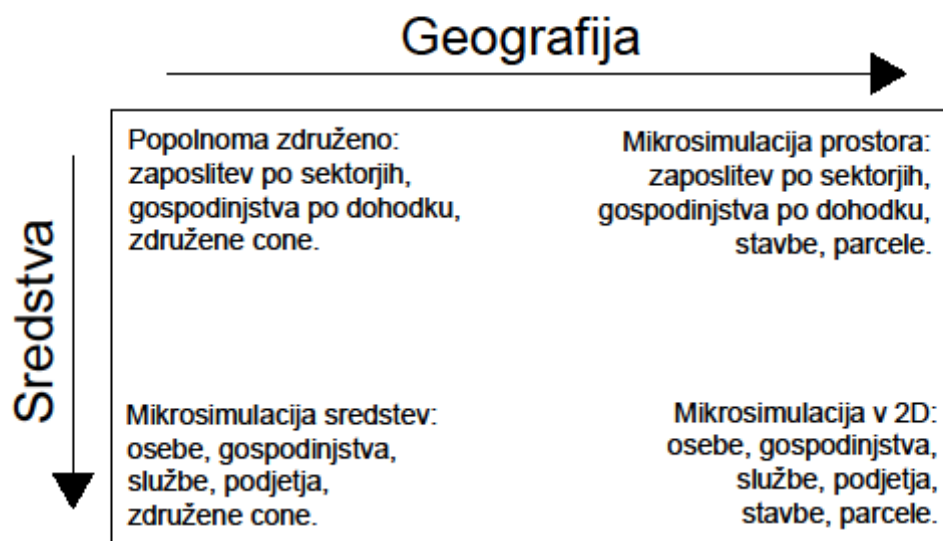 Geografija
Sredstva
Popolnoma združeno:
zaposlitev po sektorjih,
gospodinjstva po dohodku,
združene cone.
Mikrosimulacija prostora:
zaposlitev po sektorjih,
gospodinjstva po dohodku,
stavbe, parcele.
Mikrosimulacija sredstev:
osebe, gospodinjstva,
službe, podjetja,
združene cone.
Mikrosimulacija v 2D:
osebe, gospodinjstva,
službe, podjetja,
stavbe, parcele.